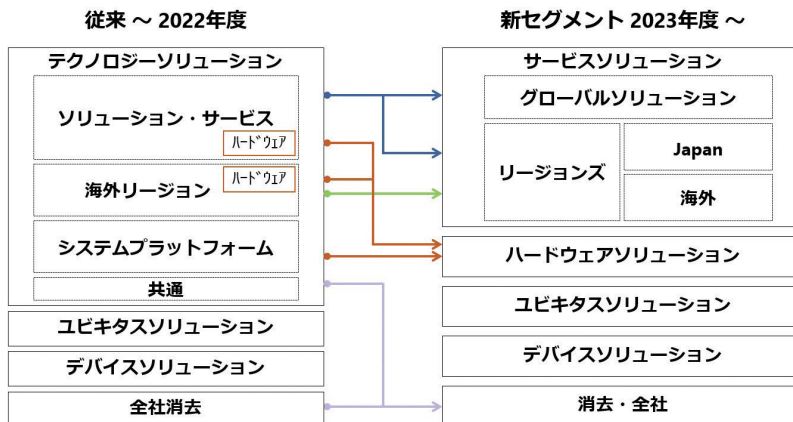 従来 ～ 2022年度
新セグメント 2023年度 ～
テクノロジーソリューション
ソリューション・サービス
ﾊｰﾄﾞｳｪｱ
海外リージョン
ﾊｰﾄﾞｳｪｱ
システムプラットフォーム
共通
ユビキタスソリューション
デバイスソリューション
全社消去
サービスソリューション
グローバルソリューション
リージョンズ
Japan
海外
ハードウェアソリューション
ユビキタスソリューション
デバイスソリューション
消去・全社